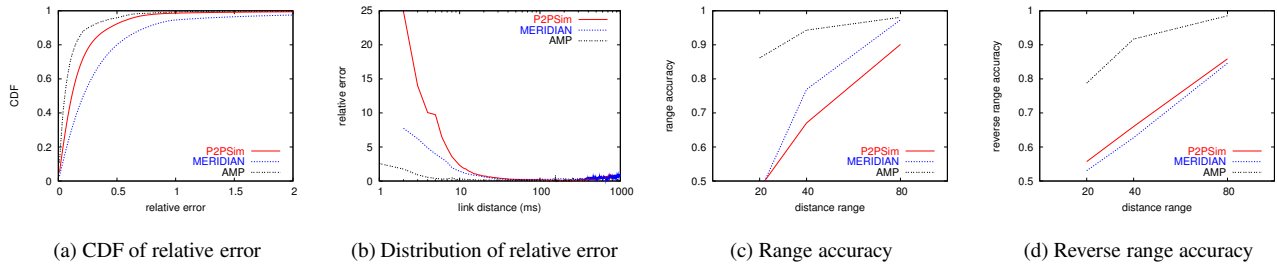 1
0.8
0.6
0.4
0.2
0
CDF
P2PSim
MERIDIAN
AMP
0
0.5
1
1.5
2
relative error
(a) CDF of relative error
25
20
15
10
5
0
relative error
P2PSim
MERIDIAN
AMP
1
10
100
1000
link distance (ms)
(b) Distribution of relative error
1
0.9
0.8
0.7
0.6
0.5
range accuracy
P2PSim
MERIDIAN
AMP
20
40
80
distance range
(c) Range accuracy
1
0.9
0.8
0.7
0.6
0.5
reverse range accuracy
P2PSim
MERIDIAN
AMP
20
40
80
distance range
(d) Reverse range accuracy